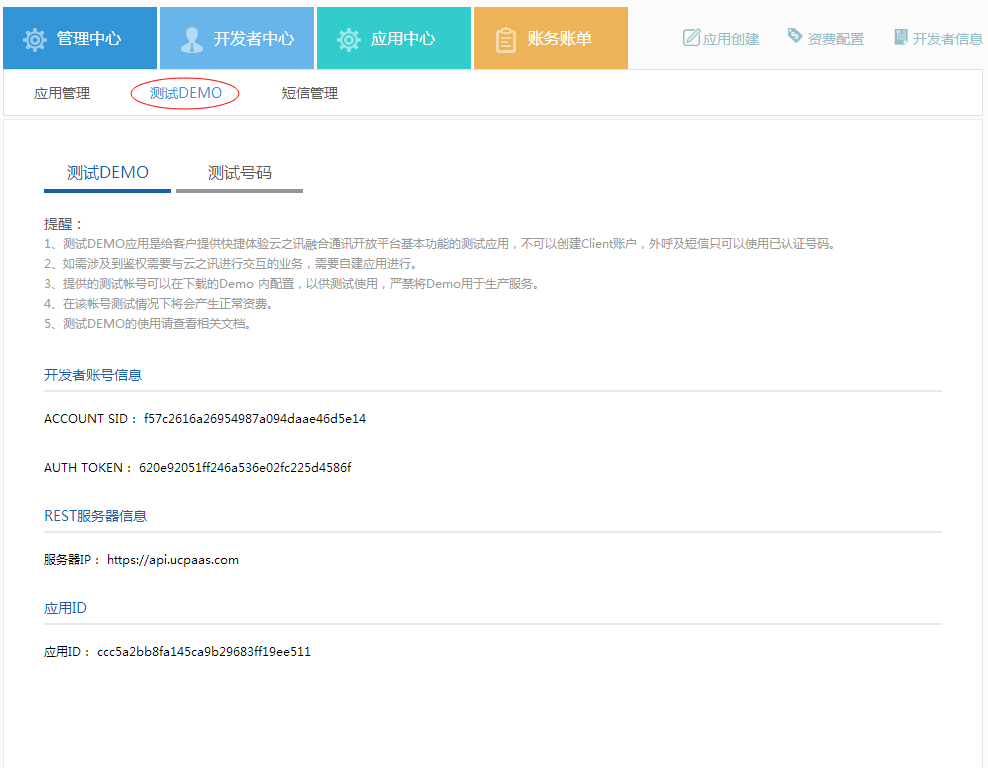 管理中心 开发者中心 应用中心 账务账单 应用创建 资费配置 开发者信息
应用管理 测试DEMO 短信管理
测试DEMO 测试号码
提醒：
1、测试DEMO应用是给客户提供快捷体验云之讯融合通讯开放平台基本功能的测试应用，不可以创建Client账户，外呼及短信只可以使用已认证号码。
2、如需涉及到鉴权需要与云之讯进行交互的业务，需要自建应用进行。
3、提供的测试帐号可以在下载的Demo 内配置，以供测试使用，严禁将Demo用于生产服务。
4、在该帐号测试情况下将会产生正常资费。
5、测试DEMO的使用请查看相关文档。
开发者账号信息
ACCOUNT SID： f57c2616a26954987a094daae46d5e14
AUTH TOKEN： 620e92051ff246a536e02fc225d4586f
REST服务器信息
服务器IP： https://api.ucpaas.com
应用ID
应用ID： ccc5a2bb8fa145ca9b29683ff19ee511